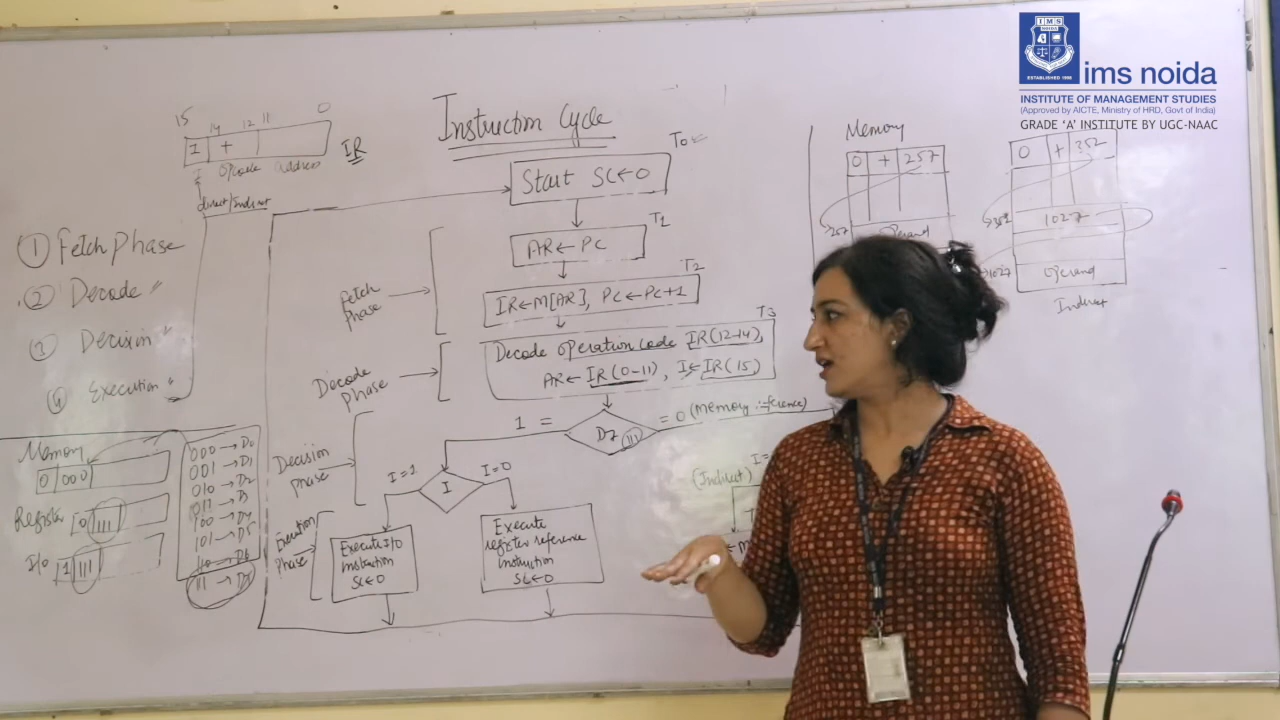 IMS
ESTABLISHED 1996
ims noida
INSTITUTE OF MANAGEMENT STUDIES
(Approved by AICTE, Ministry of HRD, Govt of India)
GRADE 'A' INSTITUTE BY UGC-NAAC
15 14 12 11 0
I + IR
I opcode address
direct/Indirect
① Fetch Phase
② Decade "
Decision "
④ Execution "
Instruction Cycle
T0 ←
Start SC←0
T1
AR← PC
T2
IR←M[AR], PC←PC+1
T3
Decode operation code IR(12-14),
AR← IR(0-11), I← IR(15)
Fetch
phase
Decode
phase
Decision
phase
Execution
phase
1 = D7 = 0 (Memory
111
I=1 I I=0
Execute I/O
Instruction
SC←0
Execute
register reference
Instruction
SC←0
(Indirect) I=
Memory
0 000
Register 0 111
I/o 1 111
000 → D0
001 → D1
010 → D2
011 → D
100 → D4
101 → D5
110 → D6
111 → D7
Memory
0 + 257
257 operand
0 + 352
352 1027
1027 operand
Indirect